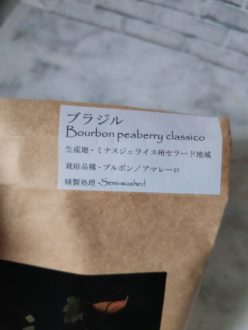 ブラジル
Bourbon peaberry classico
生産地 - ミナスジェライス州セラード地域
栽培品種 - ブルボン／アマレーロ
精製処理 -Semi-washed